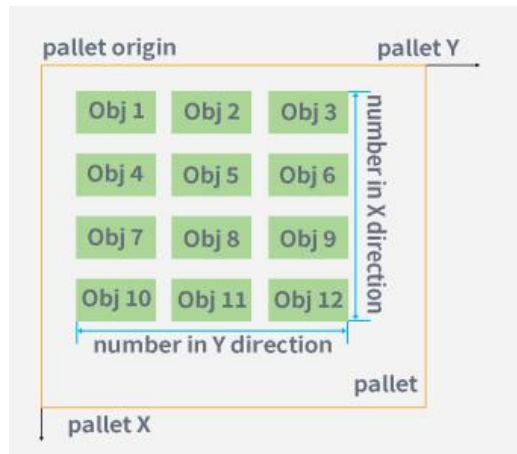 pallet origin
pallet Y
Obj 1
Obj 2
Obj 3
Obj 4
Obj 5
Obj 6
Obj 7
Obj 8
Obj 9
Obj 10
Obj 11
Obj 12
number in X direction
number in Y direction
pallet
pallet X